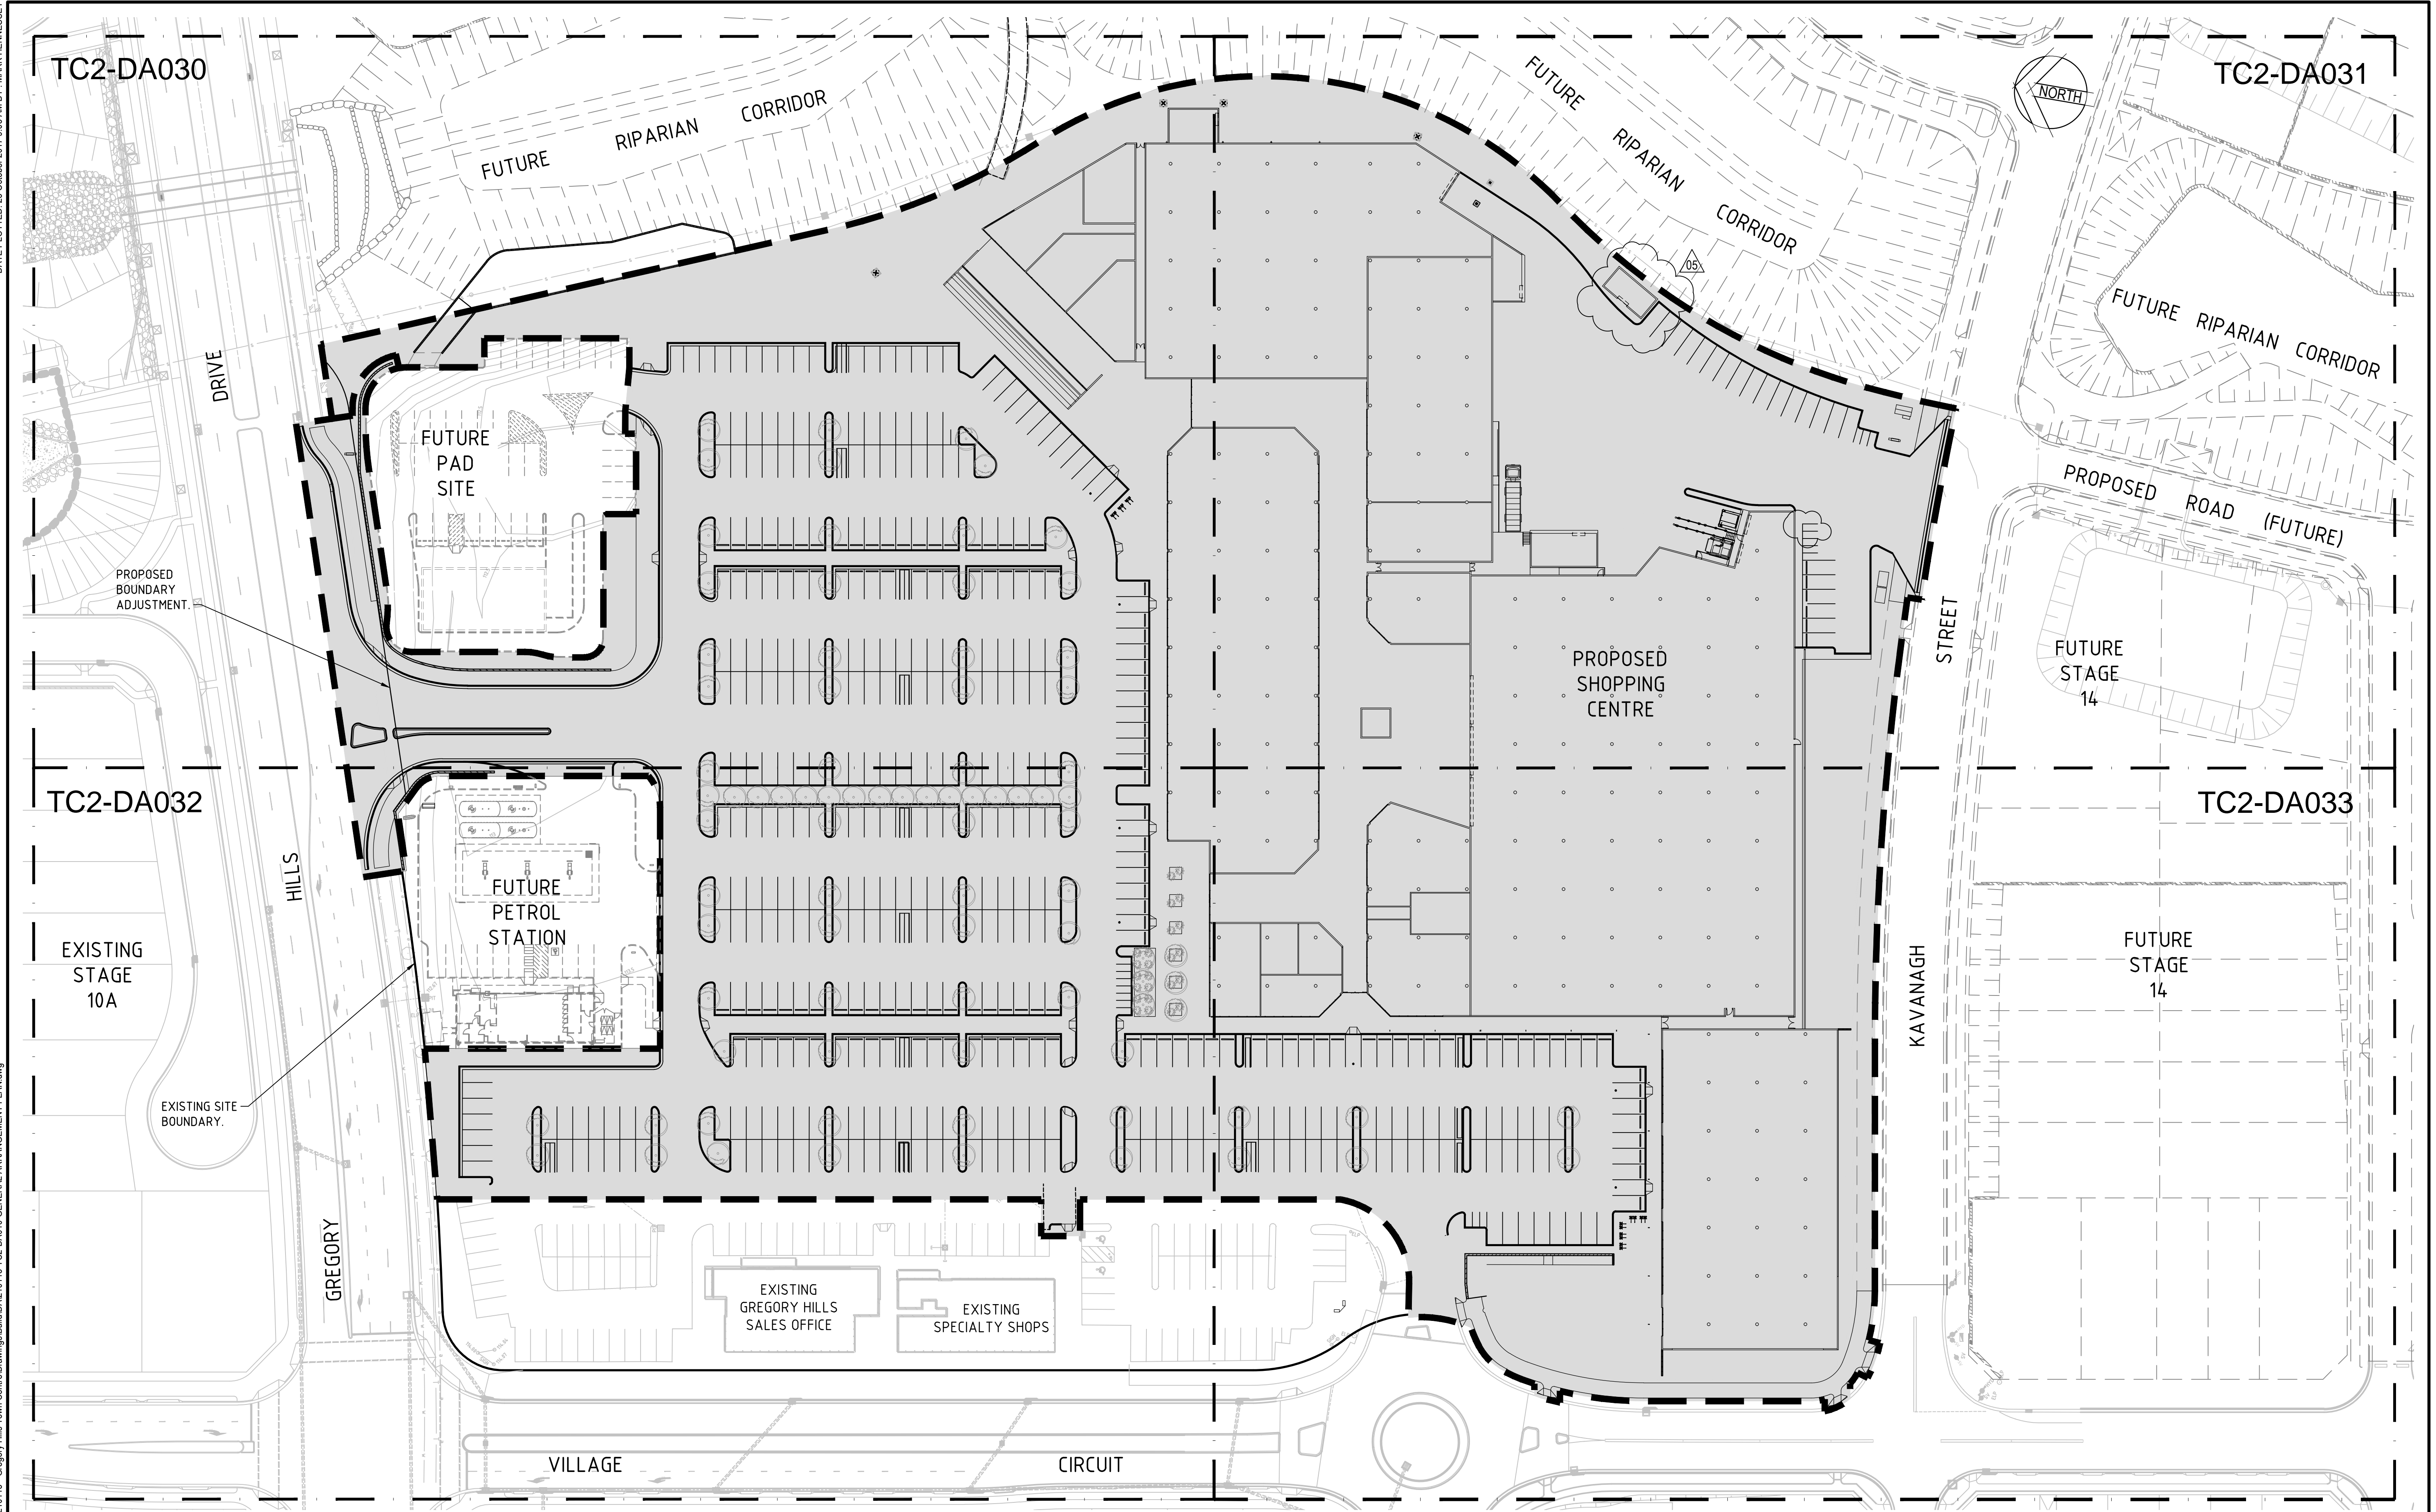 TC2-DA030
TC2-DA031
NORTH
FUTURE RIPARIAN CORRIDOR
FUTURE RIPARIAN CORRIDOR
05
FUTURE RIPARIAN CORRIDOR
DRIVE
FUTURE
PAD
SITE
PROPOSED ROAD (FUTURE)
PROPOSED
BOUNDARY
ADJUSTMENT.
STREET
FUTURE
STAGE
14
PROPOSED
SHOPPING
CENTRE
TC2-DA032
TC2-DA033
HILLS
FUTURE
PETROL
STATION
EXISTING
STAGE
10A
KAVANAGH
FUTURE
STAGE
14
EXISTING SITE
BOUNDARY.
GREGORY
EXISTING
GREGORY HILLS
SALES OFFICE
EXISTING
SPECIALTY SHOPS
VILLAGE CIRCUIT